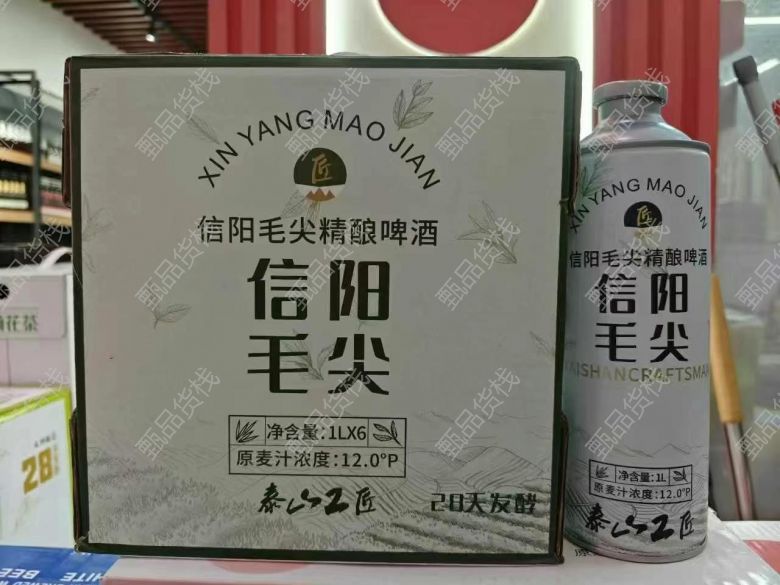 XIN YANG MAO JIAN
匠
信阳毛尖精酿啤酒
信阳
毛尖
净含量:1LX6
原麦汁浓度:12.0°P
泰山工匠
28天发酵
XIN YANG MAO JIAN
匠
信阳毛尖精酿啤酒
信阳
毛尖
ISHANCRAFTSMA
净含量:1L
原麦汁浓度:12.0°P
泰山工匠
花茶
28
甄品货栈